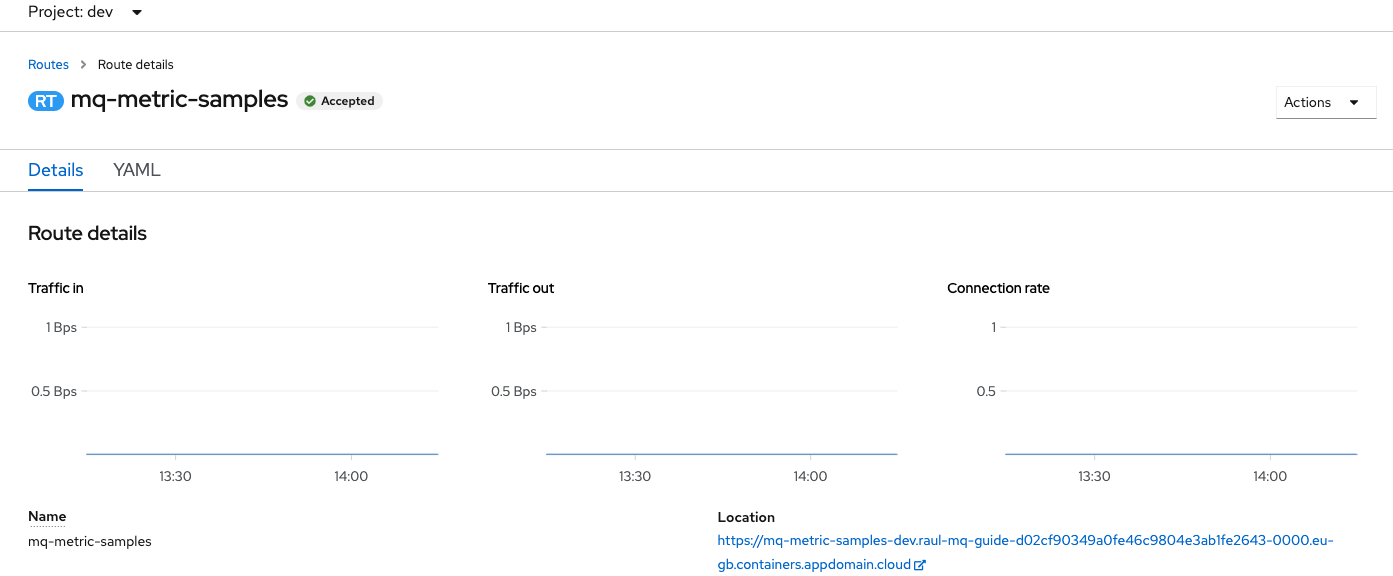 Project: dev
Routes > Route details
RT mq-metric-samples Accepted
Actions
Details YAML
Route details
Traffic in
1 Bps
0.5 Bps
13:30 14:00
Traffic out
1 Bps
0.5 Bps
13:30 14:00
Connection rate
1
0.5
13:30 14:00
Name
mq-metric-samples
Location
https://mq-metric-samples-dev.raul-mq-guide-d02cf90349a0fe46c9804e3ab1fe2643-0000.eu-
gb.containers.appdomain.cloud